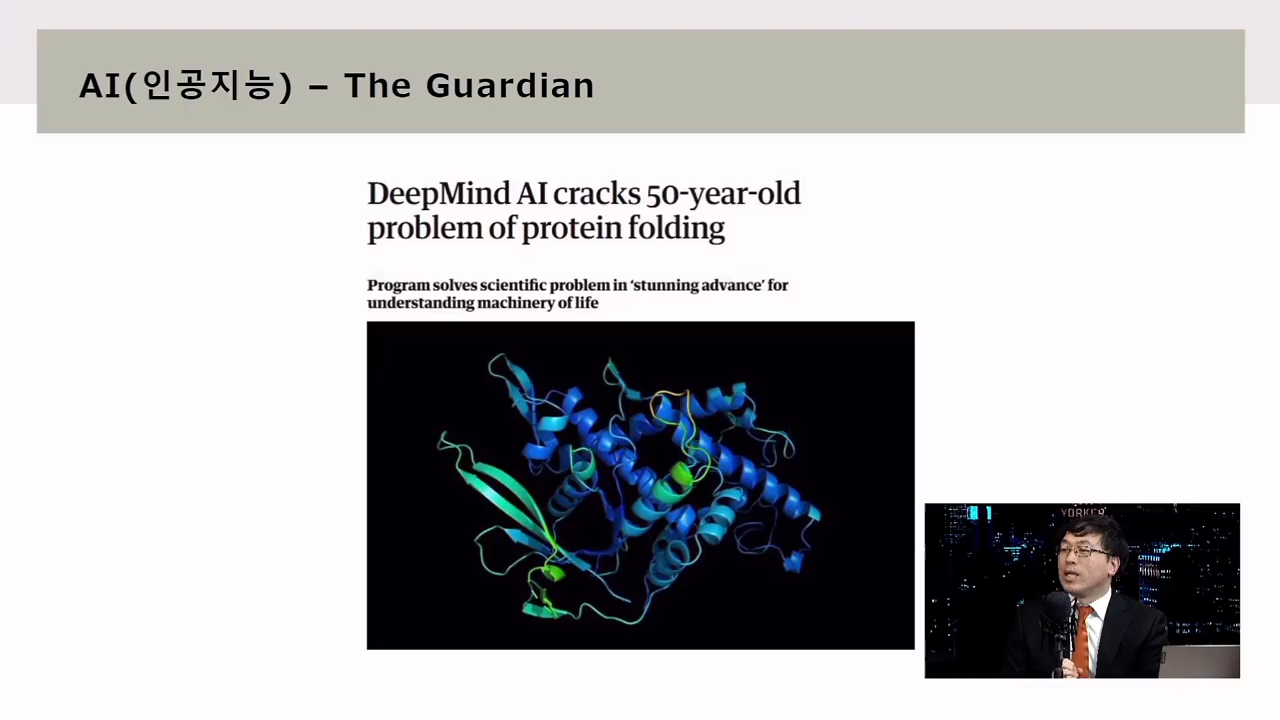 AI(인공지능) – The Guardian
DeepMind AI cracks 50-year-old
problem of protein folding
Program solves scientific problem in ‘stunning advance’ for
understanding machinery of life
YORKER